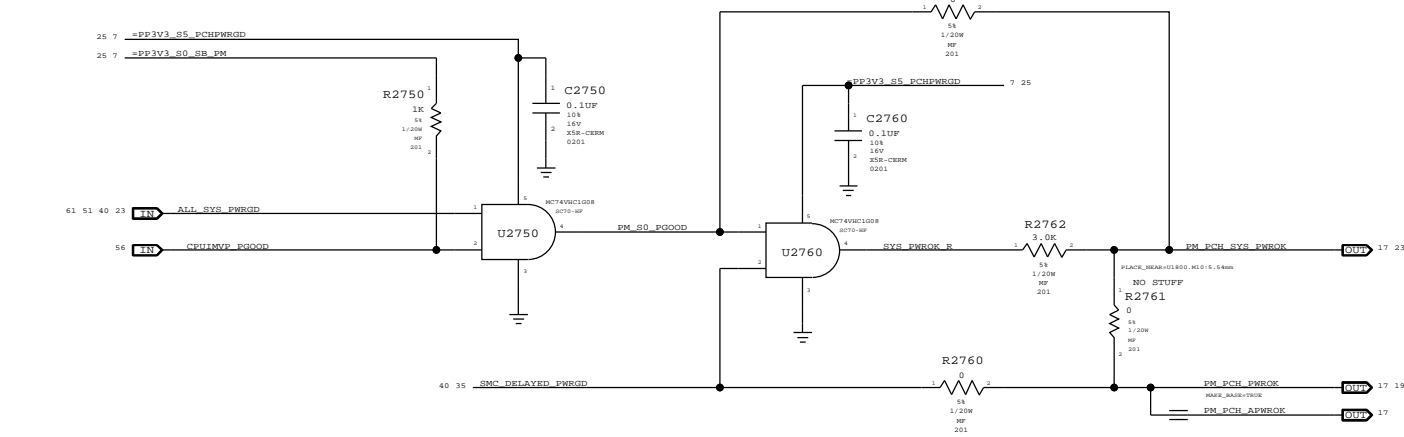 5%
1/20W
MF
201
25 7 =PP3V3_S5_PCHPWRGD
25 7 =PP3V3_S0_SB_PM
R2750
1
1K
5%
1/20W
MF
201
2
1
C2750
0.1UF
10%
16V
X5R-CERM
0201
2
=PP3V3_S5_PCHPWRGD 7 25
1
C2760
0.1UF
10%
16V
X5R-CERM
0201
2
1 2
61 51 40 23 IN ALL_SYS_PWRGD 1
56 IN CPUIMVP_PGOOD 2
5
MC74VHC1G08
SC70-HF
U2750
4
3
PM_S0_PGOOD
1
2
5
MC74VHC1G08
SC70-HF
U2760
4
3
SYS_PWROK_R
R2762
1 3.0K 2
5%
1/20W
MF
201
PM_PCH_SYS_PWROK OUT 17 23
PLACE_NEAR=U1800.M10:5.54mm
NO STUFF
1
R2761
0
5%
1/20W
MF
201
2
40 35 SMC_DELAYED_PWRGD
R2760
1 0 2
5%
1/20W
MF
201
PM_PCH_PWROK OUT 17 19
MAKE_BASE=TRUE
PM_PCH_APWROK OUT 17